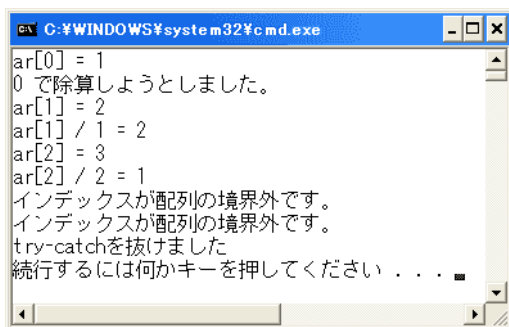 C:¥WINDOWS¥system32¥cmd.exe
ar[0] = 1
0 で除算しようとしました。
ar[1] = 2
ar[1] / 1 = 2
ar[2] = 3
ar[2] / 2 = 1
インデックスが配列の境界外です。
インデックスが配列の境界外です。
try-catchを抜けました
続行するには何かキーを押してください . . .